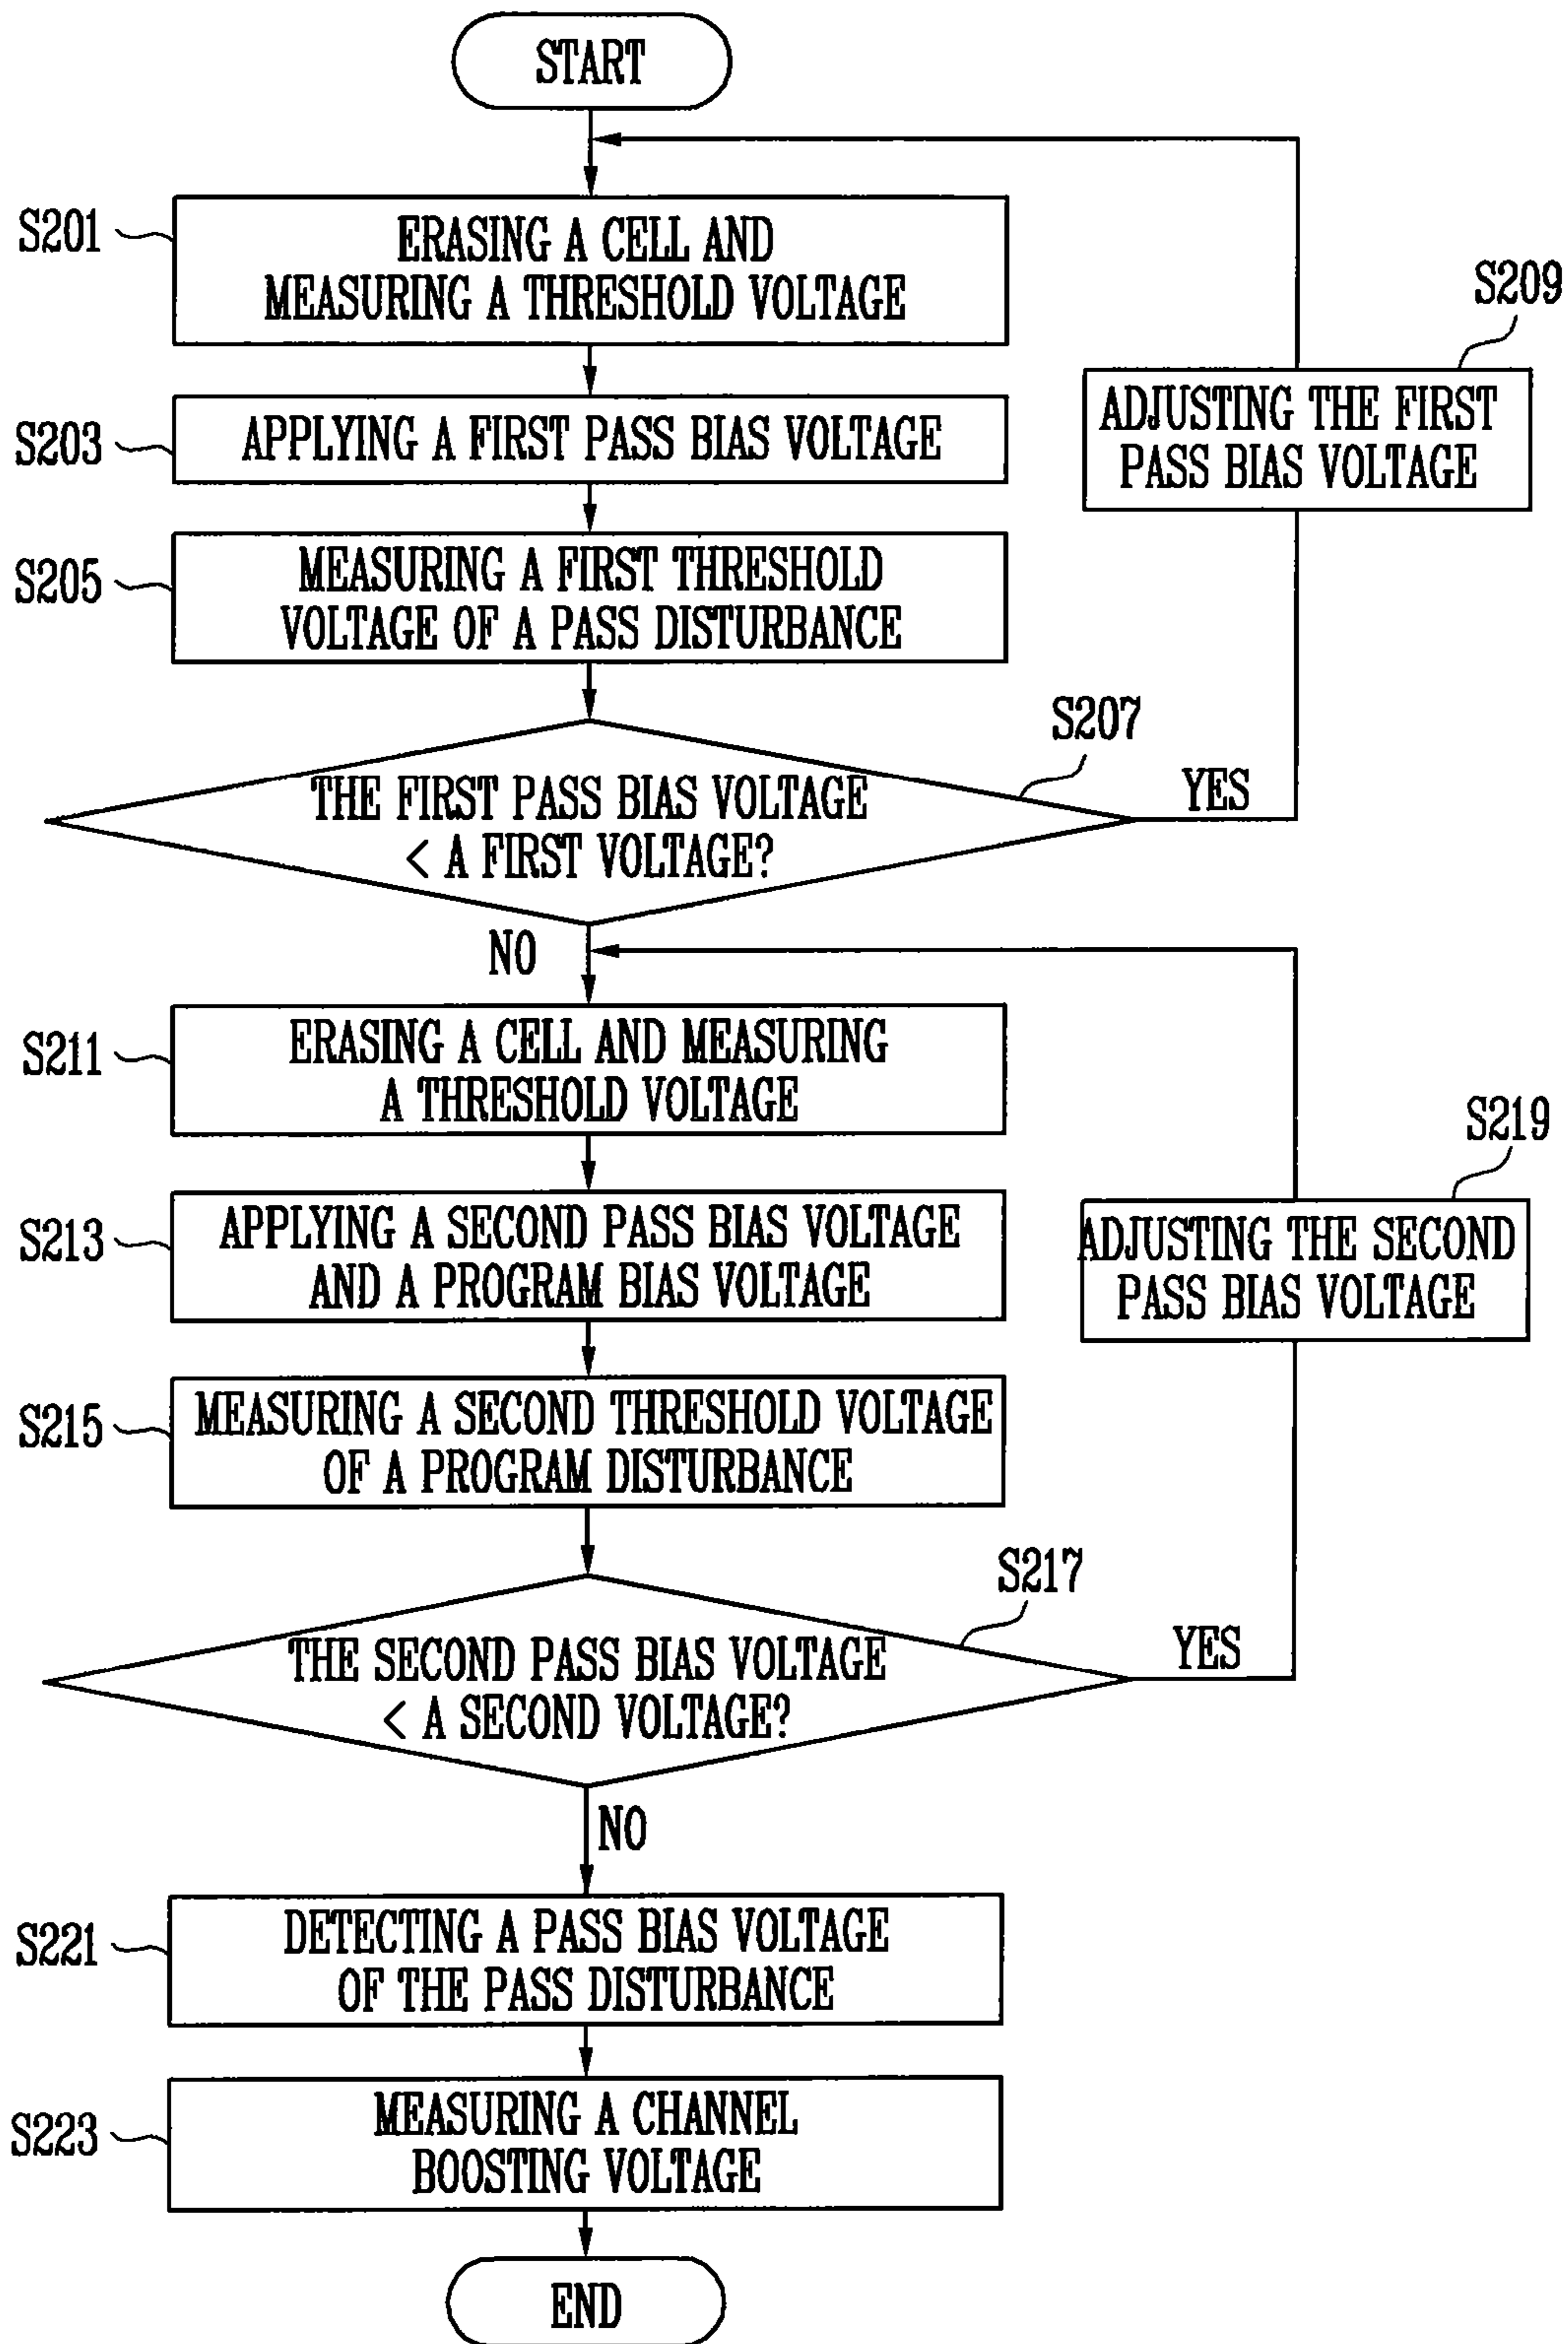 START
S201
ERASING A CELL AND
MEASURING A THRESHOLD VOLTAGE
S209
ADJUSTING THE FIRST
PASS BIAS VOLTAGE
S203
APPLYING A FIRST PASS BIAS VOLTAGE
S205
MEASURING A FIRST THRESHOLD
VOLTAGE OF A PASS DISTURBANCE
S207
THE FIRST PASS BIAS VOLTAGE
< A FIRST VOLTAGE?
YES
NO
S211
ERASING A CELL AND MEASURING
A THRESHOLD VOLTAGE
S219
ADJUSTING THE SECOND
PASS BIAS VOLTAGE
S213
APPLYING A SECOND PASS BIAS VOLTAGE
AND A PROGRAM BIAS VOLTAGE
S215
MEASURING A SECOND THRESHOLD VOLTAGE
OF A PROGRAM DISTURBANCE
S217
THE SECOND PASS BIAS VOLTAGE
< A SECOND VOLTAGE?
YES
NO
S221
DETECTING A PASS BIAS VOLTAGE
OF THE PASS DISTURBANCE
S223
MEASURING A CHANNEL
BOOSTING VOLTAGE
END